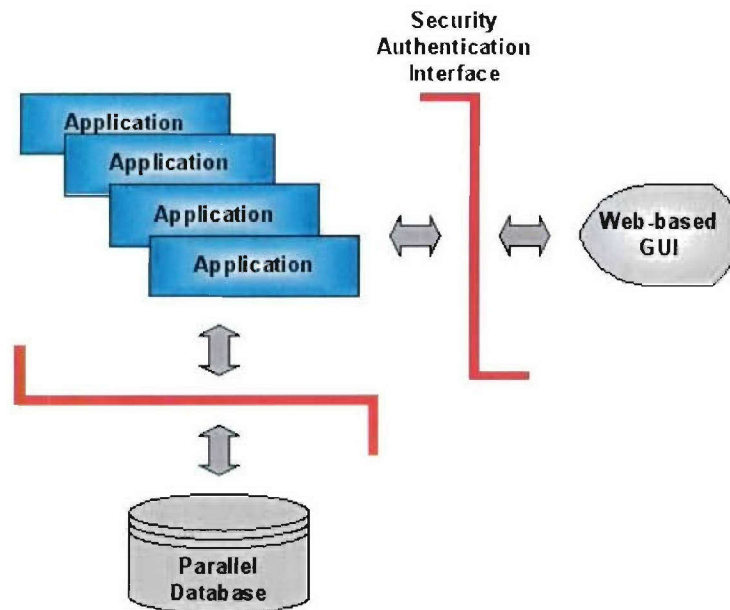 Security
Authentication
Interface
Application
Application
Application
Application
Web-based
GUI
Parallel
Database